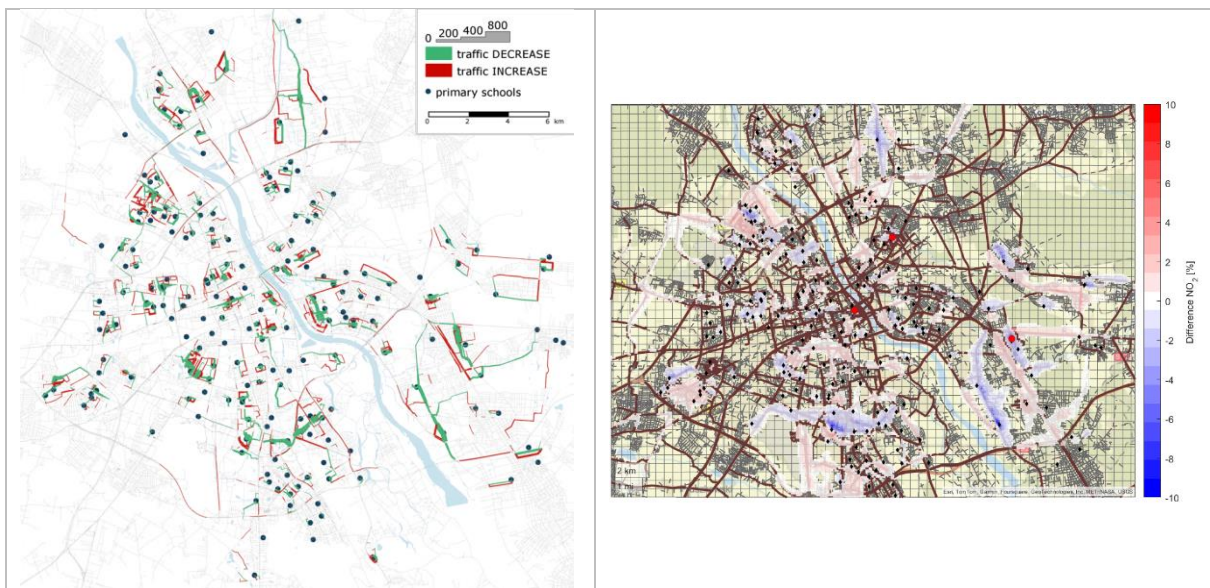 0 200 400 800
traffic DECREASE
traffic INCREASE
primary schools
0 2 4 6 km
10
8
6
4
2
0
-2
-4
-6
-8
-10
Difference NO2 [%]
2 km